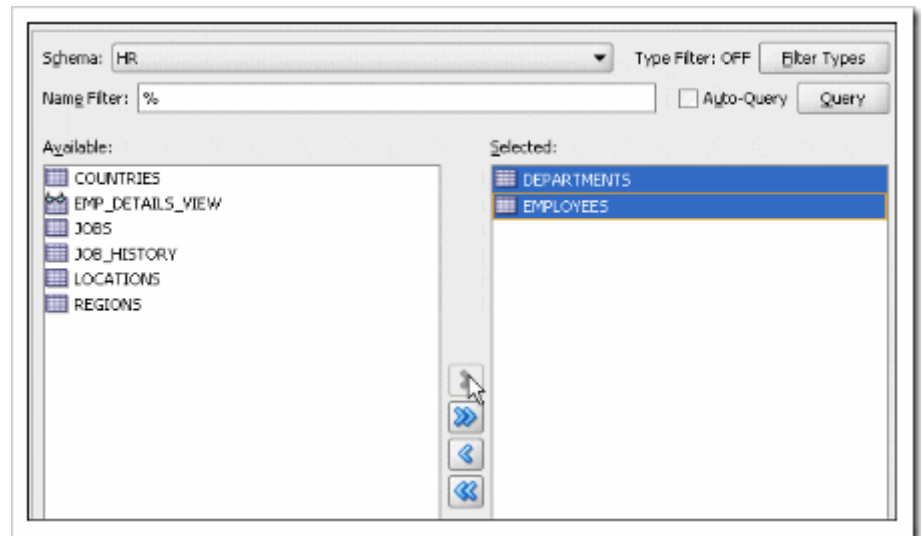 Schema: HR Type Filter: OFF Filter Types
Name Filter: % Auto-Query Query
Available: Selected:
COUNTRIES DEPARTMENTS
EMP_DETAILS_VIEW EMPLOYEES
JOBS
JOB_HISTORY
LOCATIONS
REGIONS